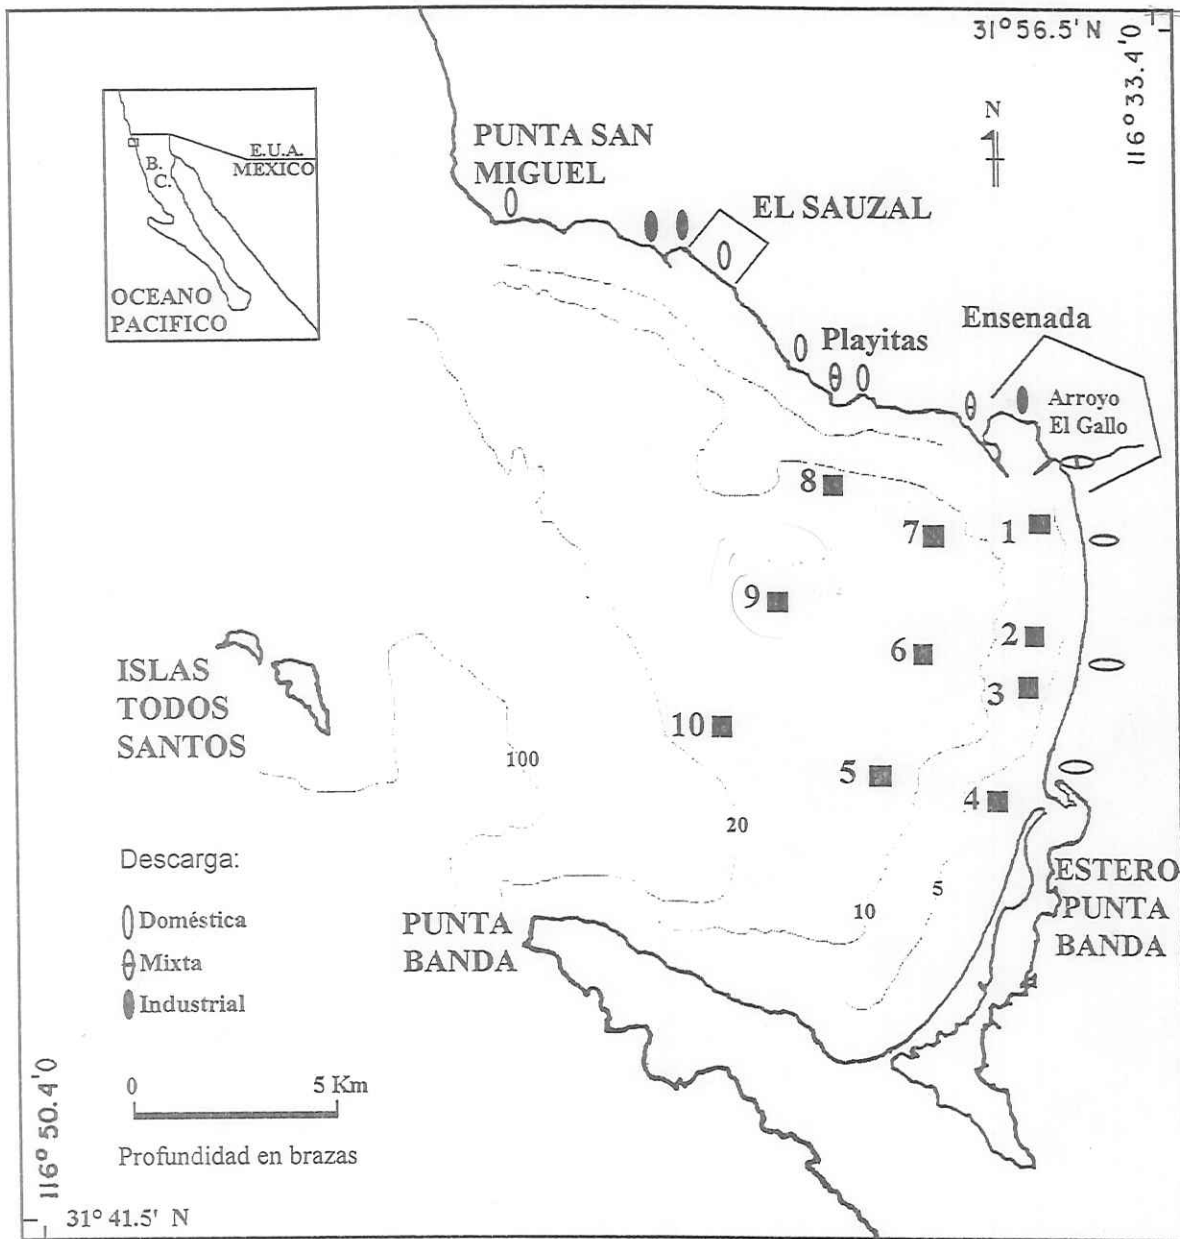 31°56.5' N
116°33.4'O
N
E.U.A.
MEXICO
B.
C.
OCEANO
PACIFICO
PUNTA SAN
MIGUEL
EL SAUZAL
Ensenada
Playitas
Arroyo
El Gallo
8
7
1
9
2
6
3
ISLAS
TODOS
SANTOS
10
5
4
100
20
10
5
Descarga:
Doméstica
Mixta
Industrial
PUNTA
BANDA
ESTERO
PUNTA
BANDA
0 5 Km
Profundidad en brazas
116° 50.4'0
31° 41.5' N